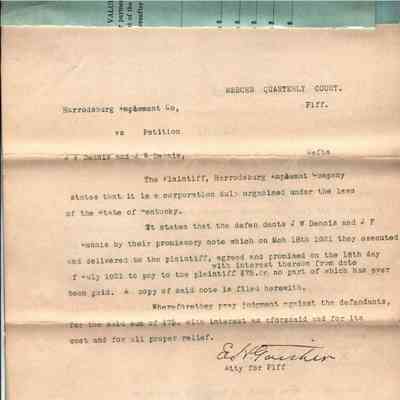 VALU
MERCER QUARTERLY COURT.
Harrodsburg Implement Co, Plff.
vs Petition
J W Dennis and J W Dennis, Defts
The Plaintiff, Harrodsburg Implement Company
states that it is a corporation duly organized under the laws
of the State of Kentucky.
It states that the defen dants J W Dennis and J F
Dennis by their promissory note which on Mch 18th 1921 they executed
and delivered to the plaintiff, agreed and promised on the 18th day
with interest thereon from date
of July 1921 to pay to the plaintiff $75.00 no part of which has ever
been paid. A copy of said note is filed herewith.
Wherefore they pray judgment against the defendants,
for the said sum of $75. with interest as aforesaid and for its
cost and for all proper relief.
Atty for Plff